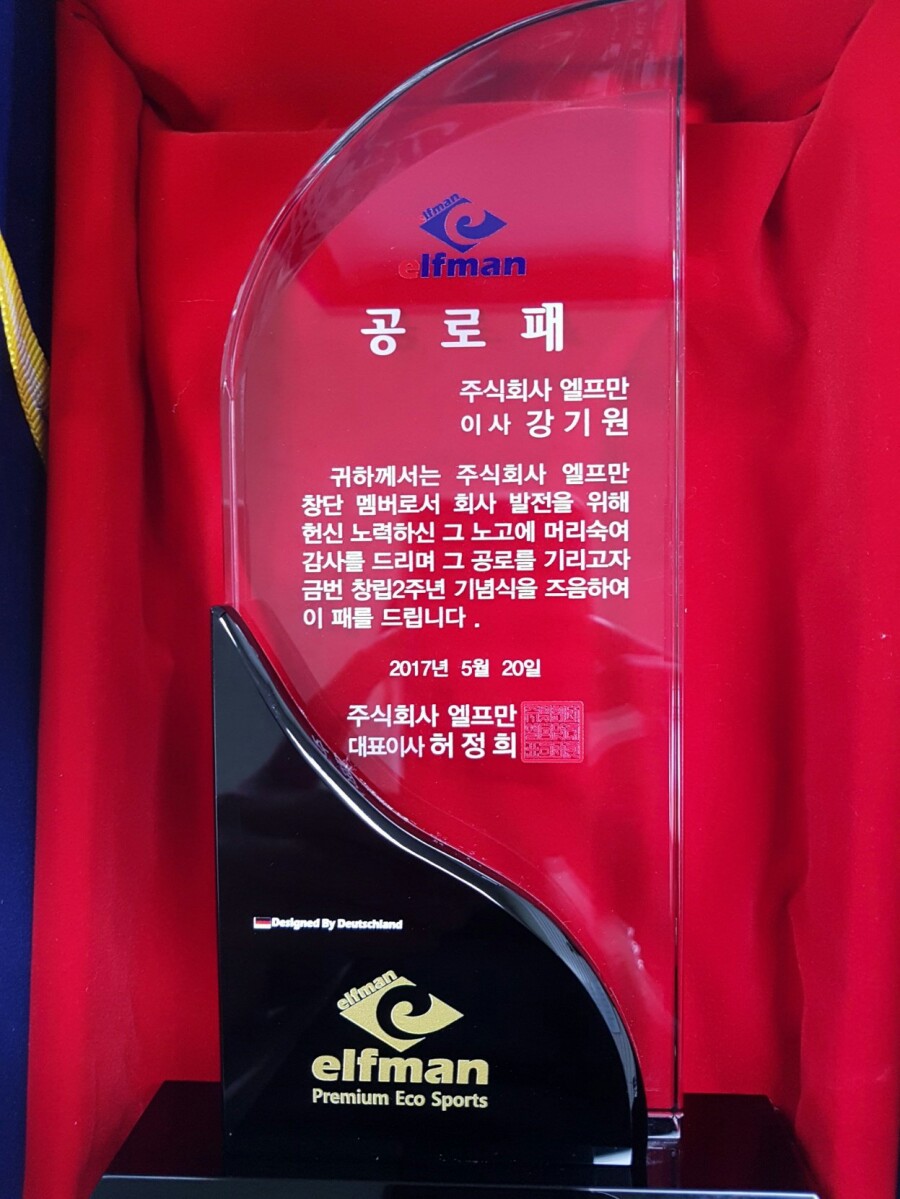 elfman
elfman
공로패
주식회사 엘프만
이사 강기원
귀하께서는 주식회사 엘프만
창단 멤버로서 회사 발전을 위해
헌신 노력하신 그 노고에 머리숙여
감사를 드리며 그 공로를 기리고자
금번 창립2주년 기념식을 즈음하여
이 패를 드립니다.
2017년 5월 20일
주식회사 엘프만
대표이사 허정희
Designed By Deutschland
elfman
elfman
Premium Eco Sports